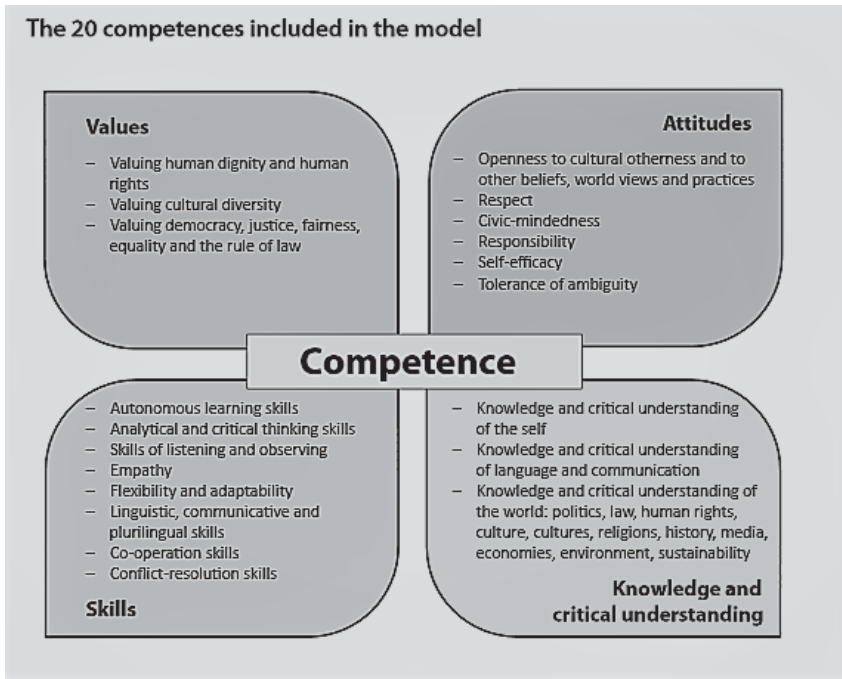 The 20 competences included in the model
Values
– Valuing human dignity and human
rights
– Valuing cultural diversity
– Valuing democracy, justice, fairness,
equality and the rule of law
Attitudes
– Openness to cultural otherness and to
other beliefs, world views and practices
– Respect
– Civic-mindedness
– Responsibility
– Self-efficacy
– Tolerance of ambiguity
Competence
– Autonomous learning skills
– Analytical and critical thinking skills
– Skills of listening and observing
– Empathy
– Flexibility and adaptability
– Linguistic, communicative and
plurilingual skills
– Co-operation skills
– Conflict-resolution skills
Skills
– Knowledge and critical understanding
of the self
– Knowledge and critical understanding
of language and communication
– Knowledge and critical understanding of
the world: politics, law, human rights,
culture, cultures, religions, history, media,
economies, environment, sustainability
Knowledge and
critical understanding